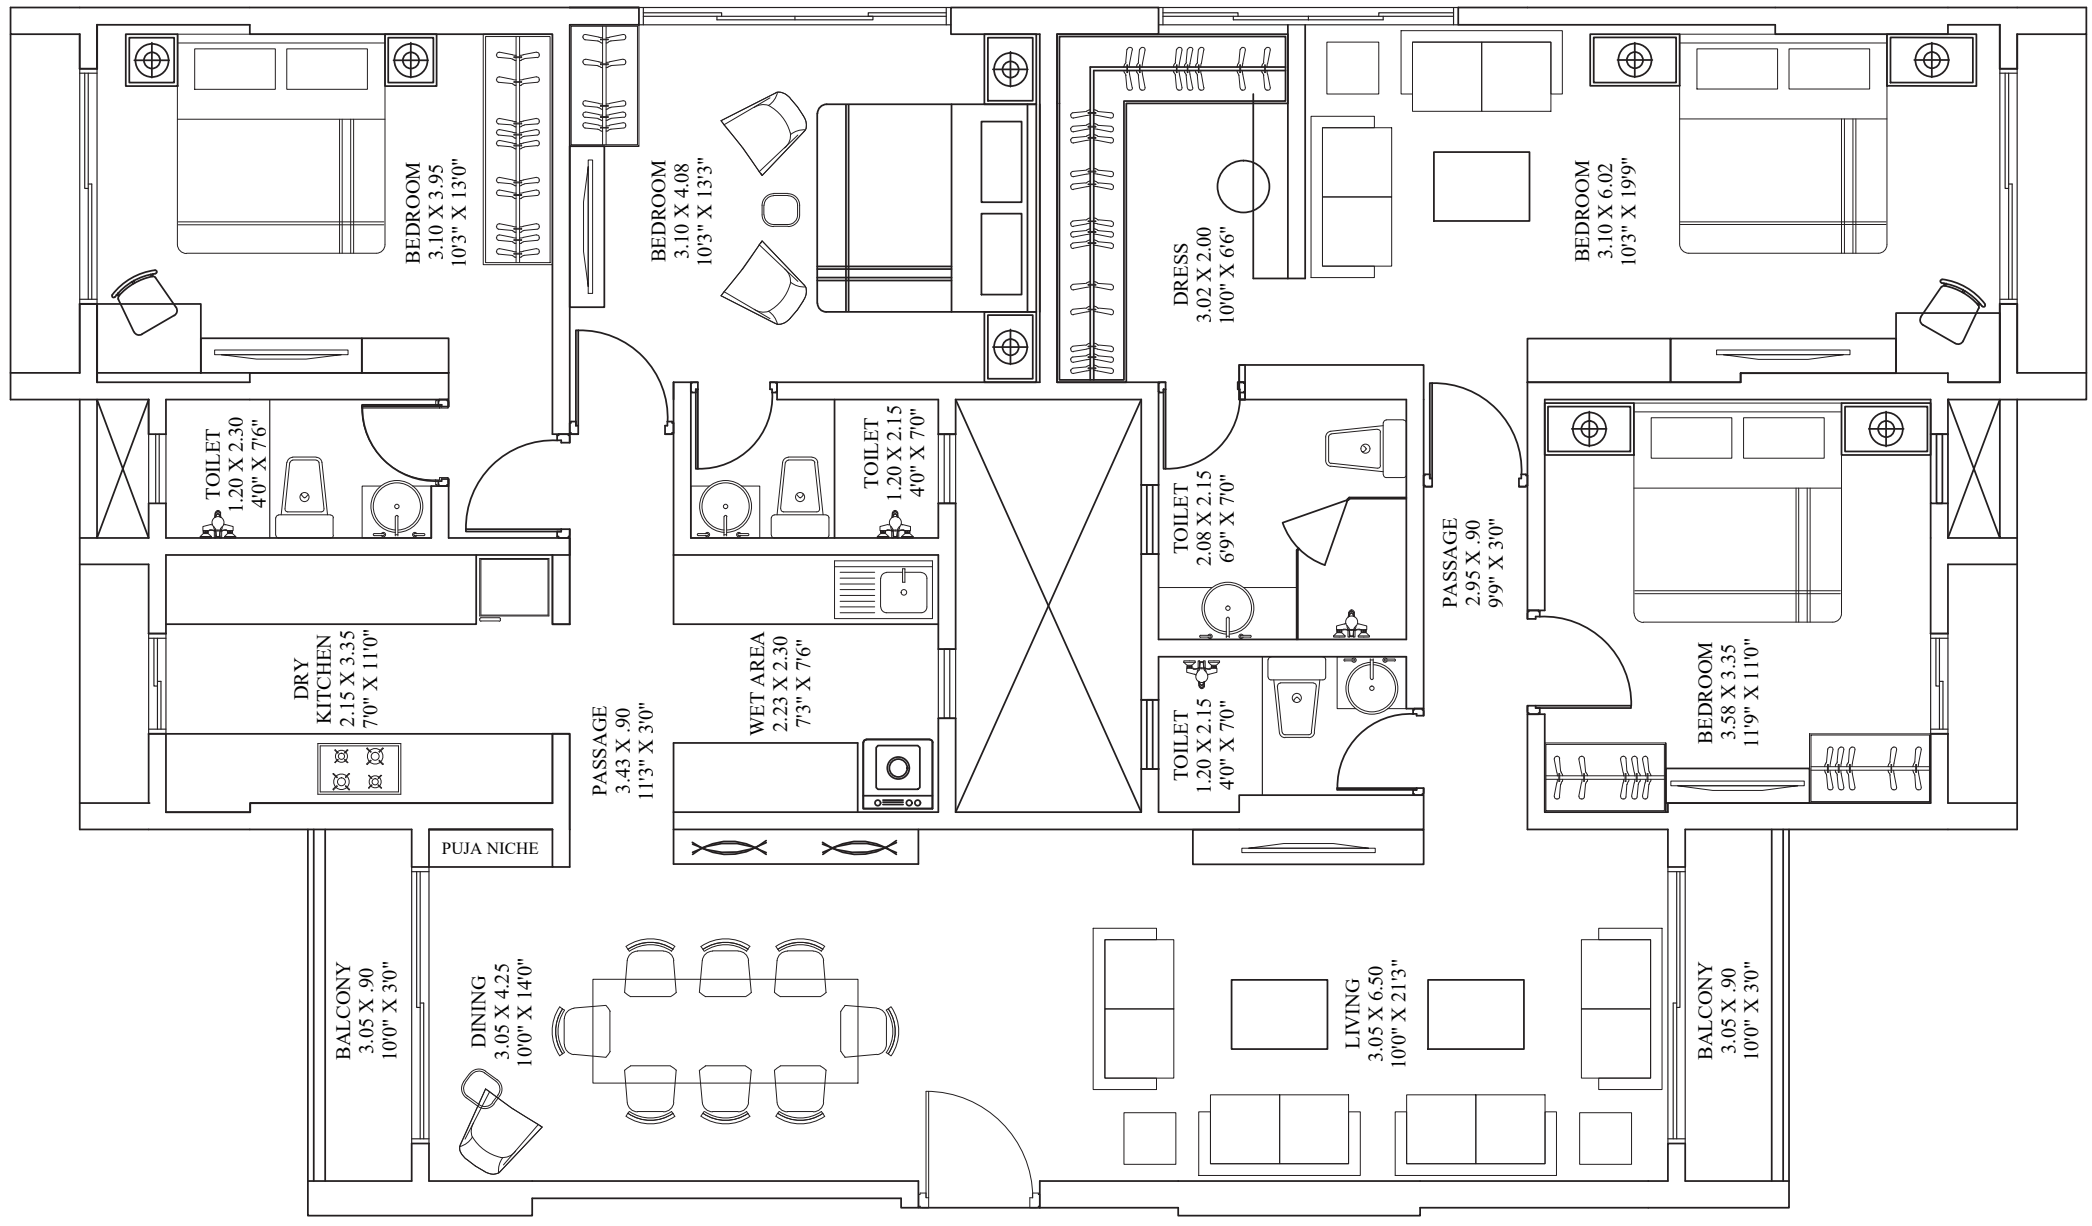 BEDROOM
3.10 X 3.95
10'3" X 13'0"
BEDROOM
3.10 X 4.08
10'3" X 13'3"
DRESS
3.02 X 2.00
10'0" X 6'6"
BEDROOM
3.10 X 6.02
10'3" X 19'9"
TOILET
1.20 X 2.30
4'0" X 7'6"
TOILET
1.20 X 2.15
4'0" X 7'0"
TOILET
2.08 X 2.15
6'9" X 7'0"
PASSAGE
2.95 X .90
9'9" X 3'0"
DRY
KITCHEN
2.15 X 3.35
7'0" X 11'0"
PASSAGE
3.43 X .90
11'3" X 3'0"
WET AREA
2.23 X 2.30
7'3" X 7'6"
TOILET
1.20 X 2.15
4'0" X 7'0"
BEDROOM
3.58 X 3.35
11'9" X 11'0"
PUJA NICHE
BALCONY
3.05 X .90
10'0" X 3'0"
DINING
3.05 X 4.25
10'0" X 14'0"
LIVING
3.05 X 6.50
10'0" X 21'3"
BALCONY
3.05 X .90
10'0" X 3'0"